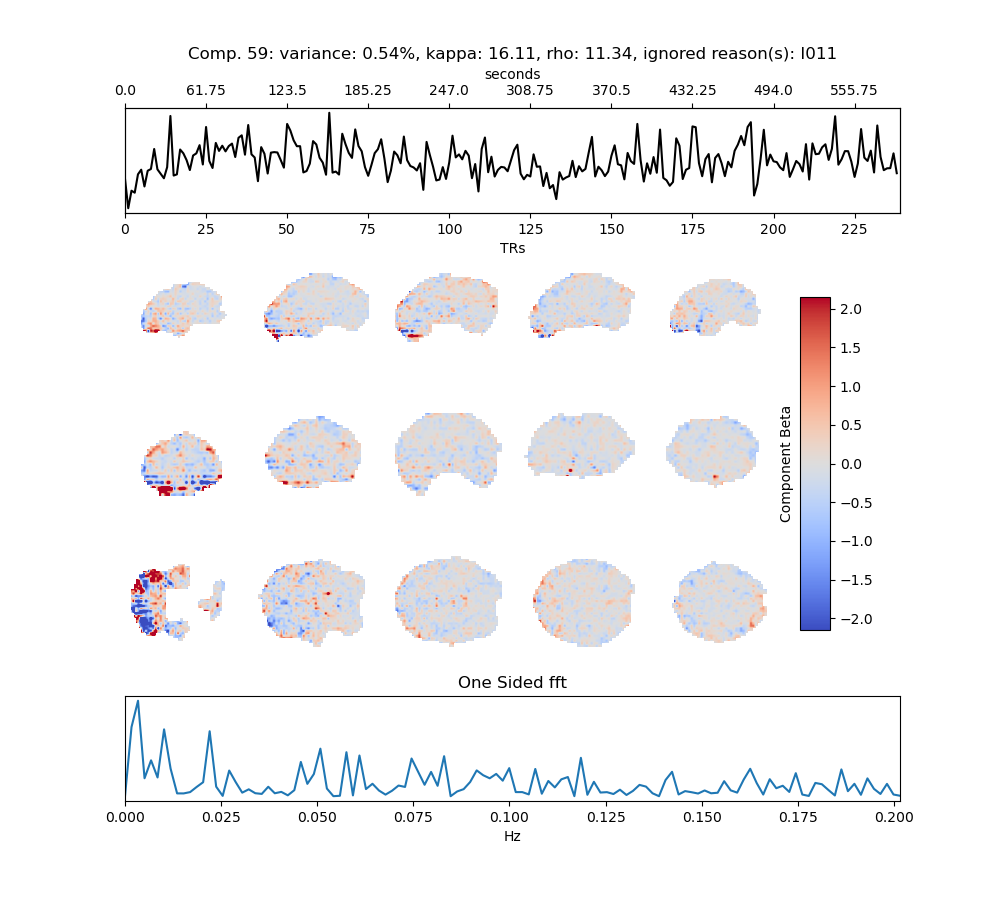 Comp. 59: variance: 0.54%, kappa: 16.11, rho: 11.34, ignored reason(s): I011
seconds
0.0 61.75 123.5 185.25 247.0 308.75 370.5 432.25 494.0 555.75
0 25 50 75 100 125 150 175 200 225
TRs
2.0
1.5
1.0
0.5
0.0
−0.5
−1.0
−1.5
−2.0
Component Beta
One Sided fft
0.000 0.025 0.050 0.075 0.100 0.125 0.150 0.175 0.200
Hz